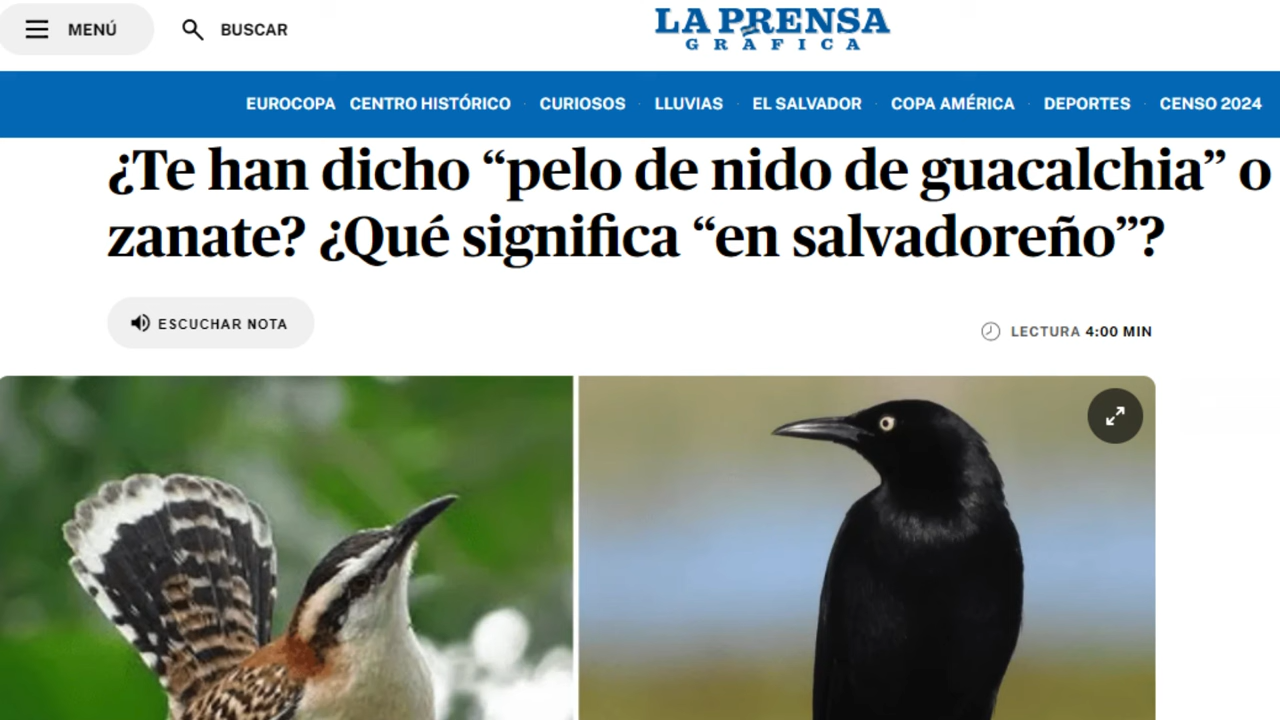 MENÚ BUSCAR LA PRENSA
GRÁFICA
EUROCOPA CENTRO HISTÓRICO · CURIOSOS · LLUVIAS · EL SALVADOR · COPA AMÉRICA · DEPORTES · CENSO 2024
¿Te han dicho “pelo de nido de guacalchia” o
zanate? ¿Qué significa “en salvadoreño”?
ESCUCHAR NOTA LECTURA 4:00 MIN